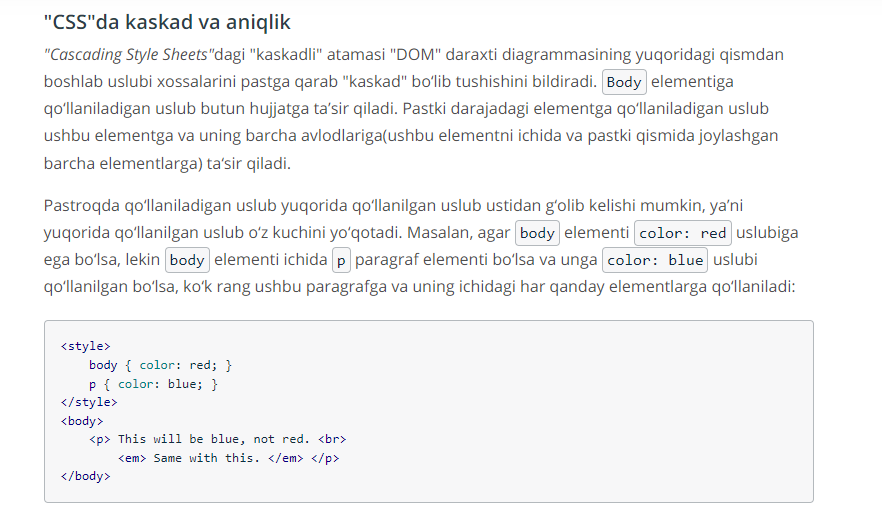 "CSS"da kaskad va aniqlik
"Cascading Style Sheets"dagi "kaskadli" atamasi "DOM" daraxti diagrammasining yuqoridagi qismdan
boshlab uslubi xossalarini pastga qarab "kaskad" bo‘lib tushishini bildiradi. Body elementiga
qo‘llaniladigan uslub butun hujjatga ta’sir qiladi. Pastki darajadagi elementga qo‘llaniladigan uslub
ushbu elementga va uning barcha avlodlariga(ushbu elementni ichida va pastki qismida joylashgan
barcha elementlarga) ta’sir qiladi.
Pastroqda qo‘llaniladigan uslub yuqorida qo‘llanilgan uslub ustidan g‘olib kelishi mumkin, ya’ni
yuqorida qo‘llanilgan uslub o‘z kuchini yo‘qotadi. Masalan, agar body elementi color: red uslubiga
ega bo‘lsa, lekin body elementi ichida p paragraf elementi bo‘lsa va unga color: blue uslubi
qo‘llanilgan bo‘lsa, ko‘k rang ushbu paragrafga va uning ichidagi har qanday elementlarga qo‘llaniladi:
<style>
    body { color: red; }
    p { color: blue; }
</style>
<body>
    <p> This will be blue, not red. <br>
        <em> Same with this. </em> </p>
</body>